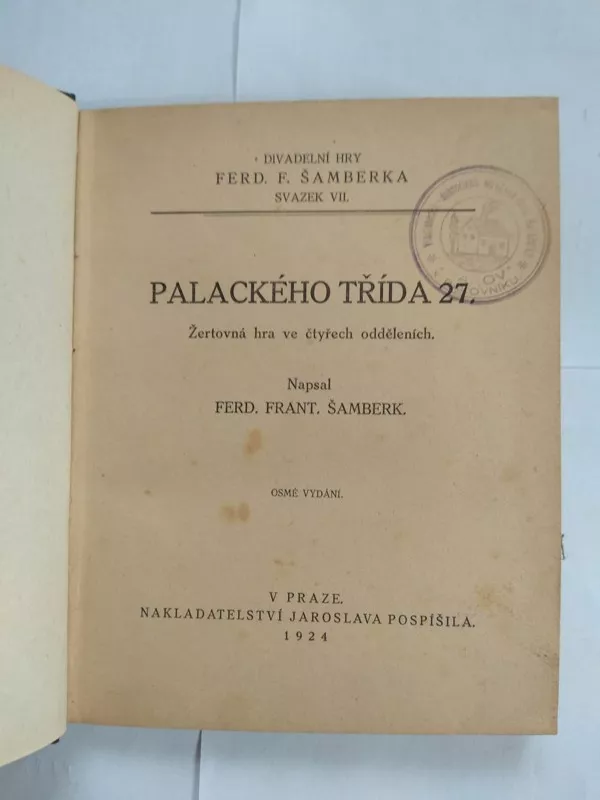 DIVADELNÍ HRY
FERD. F. ŠAMBERKA
SVAZEK VII.
PALACKÉHO TŘÍDA 27.
Žertovná hra ve čtyřech odděleních.
Napsal
FERD. FRANT. ŠAMBERK.
OSMÉ VYDÁNÍ.
V PRAZE.
NAKLADATELSTVÍ JAROSLAVA POSPÍŠILA.
1924